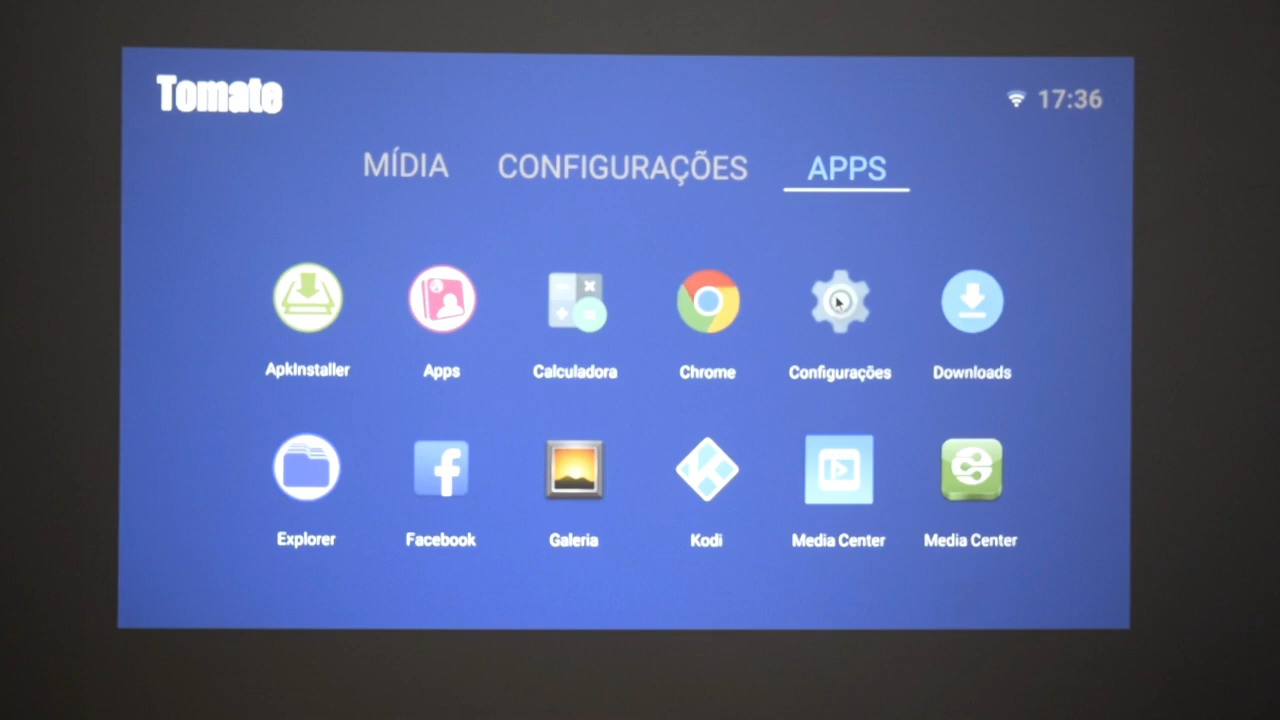 Tomate
17:36
MÍDIA CONFIGURAÇÕES APPS
ApkInstaller Apps Calculadora Chrome Configurações Downloads
Explorer Facebook Galeria Kodi Media Center Media Center